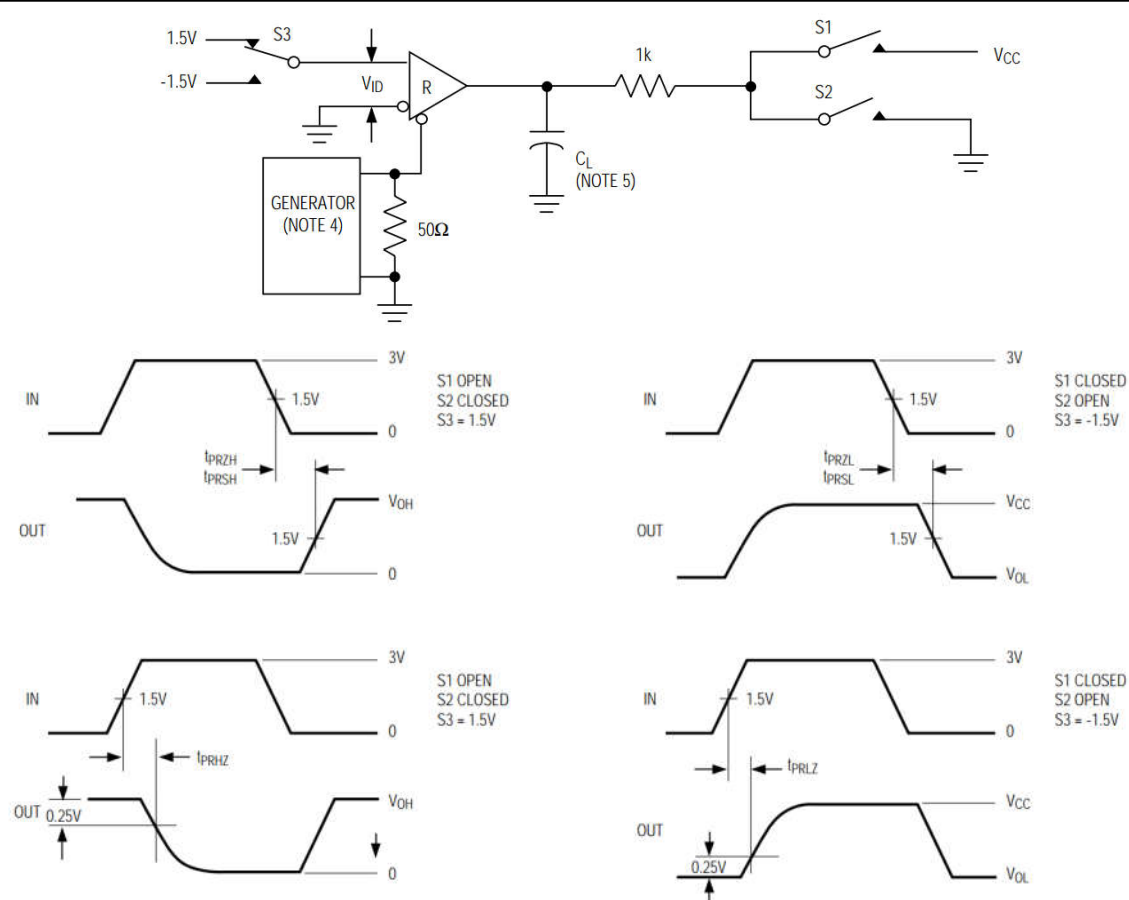 1.5V
S3
-1.5V
VID
R
1k
S1
VCC
S2
CL
(NOTE 5)
GENERATOR
(NOTE 4)
50Ω
IN
3V
1.5V
0
S1 OPEN
S2 CLOSED
S3 = 1.5V
tPRZH
tPRSH
OUT
VOH
1.5V
0
IN
3V
1.5V
0
S1 CLOSED
S2 OPEN
S3 = -1.5V
tPRZL
tPRSL
OUT
VCC
1.5V
VOL
IN
3V
1.5V
0
S1 OPEN
S2 CLOSED
S3 = 1.5V
tPRHZ
OUT
0.25V
VOH
0
IN
3V
1.5V
0
S1 CLOSED
S2 OPEN
S3 = -1.5V
tPRLZ
OUT
0.25V
VCC
VOL